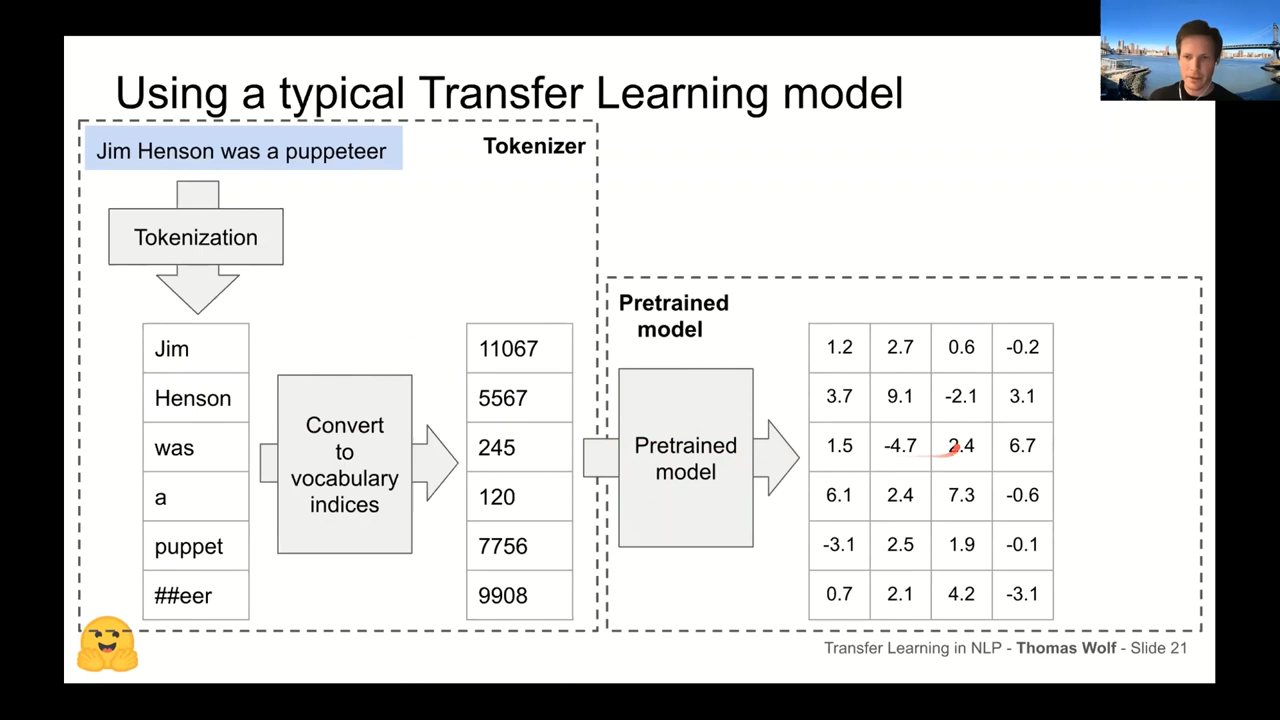 Using a typical Transfer Learning model
Jim Henson was a puppeteer
Tokenizer
Tokenization
Jim
Henson
was
a
puppet
##eer
Convert
to
vocabulary
indices
11067
5567
245
120
7756
9908
Pretrained
model
Pretrained
model
1.2 2.7 0.6 -0.2
3.7 9.1 -2.1 3.1
1.5 -4.7 2.4 6.7
6.1 2.4 7.3 -0.6
-3.1 2.5 1.9 -0.1
0.7 2.1 4.2 -3.1
Transfer Learning in NLP - Thomas Wolf - Slide 21